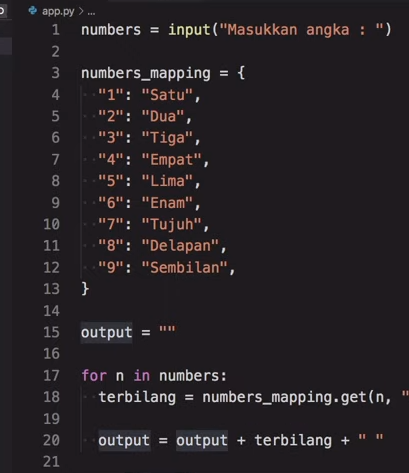 app.py > ...
1 numbers = input("Masukkan angka : ")
2
3 numbers_mapping = {
4 "1": "Satu",
5 "2": "Dua",
6 "3": "Tiga",
7 "4": "Empat",
8 "5": "Lima",
9 "6": "Enam",
10 "7": "Tujuh",
11 "8": "Delapan",
12 "9": "Sembilan",
13 }
14
15 output = ""
16
17 for n in numbers:
18 terbilang = numbers_mapping.get(n, "
19
20 output = output + terbilang + " "
21